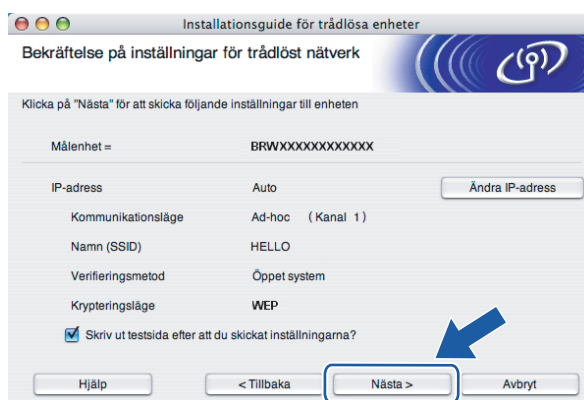 Installationsguide för trådlösa enheter
Bekräftelse på inställningar för trådlöst nätverk
Klicka på "Nästa" för att skicka följande inställningar till enheten
Målenhet = BRWXXXXXXXXXXXX
IP-adress Auto Ändra IP-adress
Kommunikationsläge Ad-hoc (Kanal 1)
Namn (SSID) HELLO
Verifieringsmetod Öppet system
Krypteringsläge WEP
Skriv ut testsida efter att du skickat inställningarna?
Hjälp < Tillbaka Nästa > Avbryt